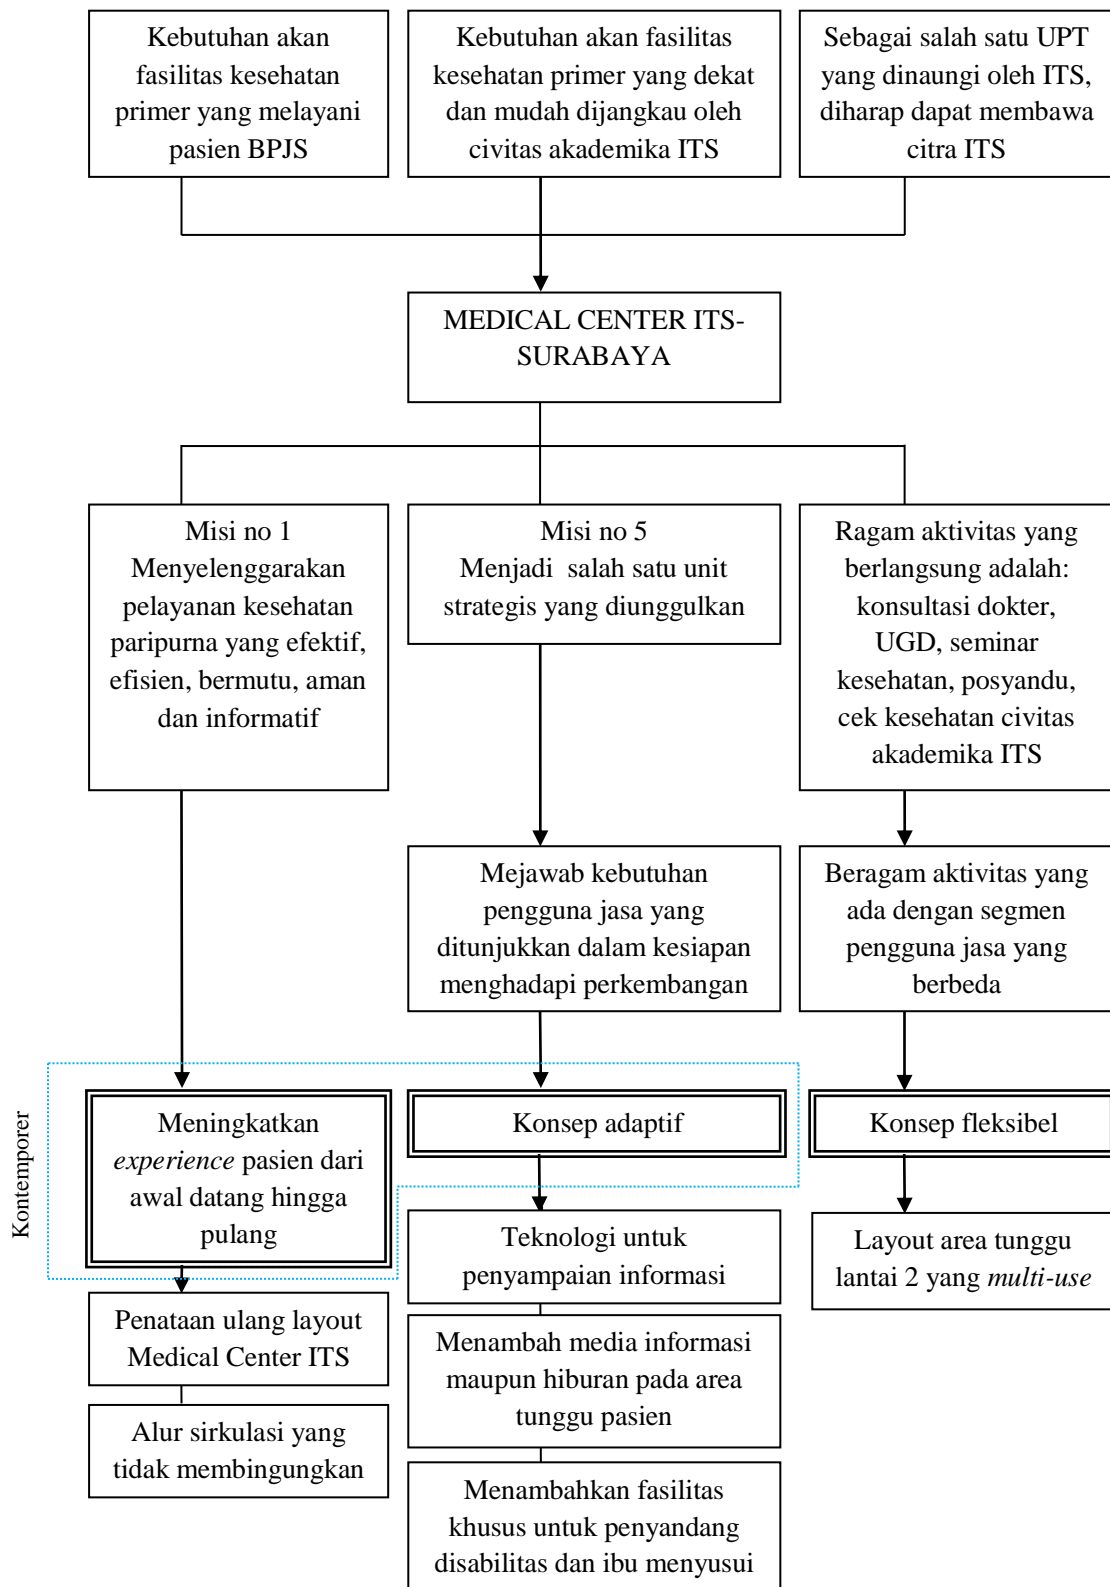 Kebutuhan akan
fasilitas kesehatan
primer yang melayani
pasien BPJS
Kebutuhan akan fasilitas
kesehatan primer yang dekat
dan mudah dijangkau oleh
civitas akademika ITS
Sebagai salah satu UPT
yang dinaungi oleh ITS,
diharap dapat membawa
citra ITS
MEDICAL CENTER ITS-
SURABAYA
Misi no 1
Menyelenggarakan
pelayanan kesehatan
paripurna yang efektif,
efisien, bermutu, aman
dan informatif
Misi no 5
Menjadi salah satu unit
strategis yang diunggulkan
Ragam aktivitas yang
berlangsung adalah:
konsultasi dokter,
UGD, seminar
kesehatan, posyandu,
cek kesehatan civitas
akademika ITS
Mejawab kebutuhan
pengguna jasa yang
ditunjukkan dalam kesiapan
menghadapi perkembangan
Beragam aktivitas yang
ada dengan segmen
pengguna jasa yang
berbeda
Kontemporer
Meningkatkan
experience pasien dari
awal datang hingga
pulang
Konsep adaptif
Konsep fleksibel
Penataan ulang layout
Medical Center ITS
Alur sirkulasi yang
tidak membingungkan
Teknologi untuk
penyampaian informasi
Menambah media informasi
maupun hiburan pada area
tunggu pasien
Menambahkan fasilitas
khusus untuk penyandang
disabilitas dan ibu menyusui
Layout area tunggu
lantai 2 yang multi-use